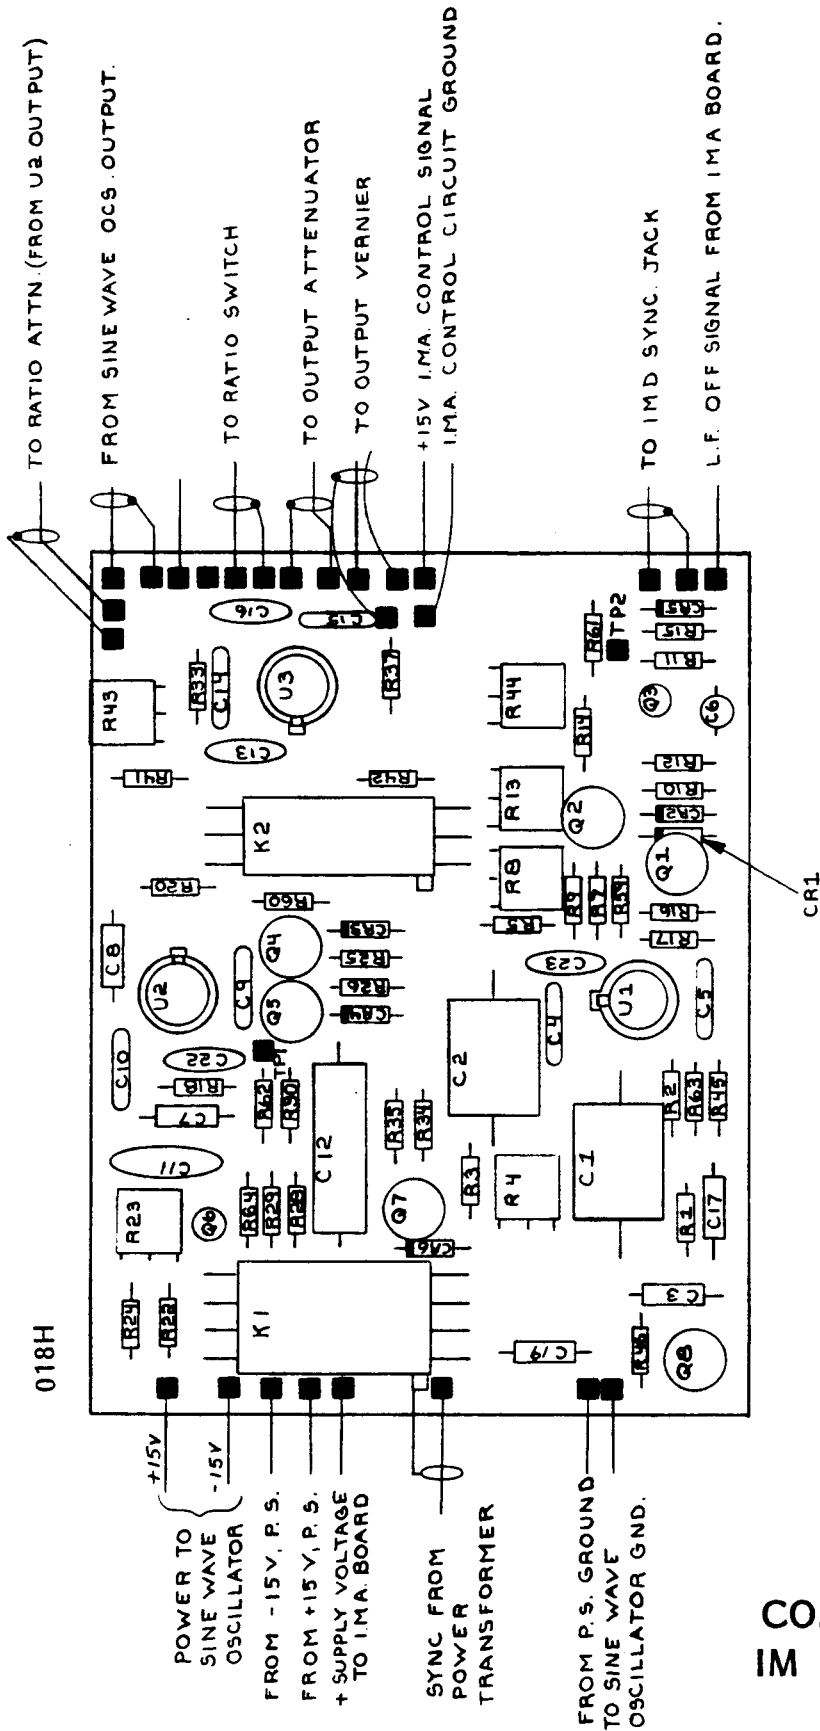 TO RATIO ATTN. (FROM U2 OUTPUT)
FROM SINE WAVE OCS. OUTPUT.
TO RATIO SWITCH
TO OUTPUT ATTENUATOR
TO OUTPUT VERNIER
+15V I.M.A. CONTROL SIGNAL
I.M.A. CONTROL CIRCUIT GROUND
TO IMD SYNC. JACK
L.F. OFF SIGNAL FROM IMA BOARD.
018H
R43
R33
C14
C16
C15
U3
R37
C13
R41
R42
K2
R44
R61
TP2
R14
R13
R8
Q2
Q3
C6
CR5
R15
R11
R12
R10
CR2
Q1
CR1
R16
R17
R9
R7
R59
R5
C23
R20
R60
C8
U2
C9
Q4
Q5
CR3
R25
R26
CR4
C10
C22
TP1
R18
C7
R62
R30
C12
C2
C4
U1
C5
C11
R23
Q6
R64
R29
R28
R35
R34
Q7
R3
R4
C1
R2
R63
R45
R1
C17
CR6
K1
R24
R22
C19
C3
R46
Q8
+15V
-15V
POWER TO
SINE WAVE
OSCILLATOR
FROM -15V, P.S.
FROM +15V, P.S.
+ SUPPLY VOLTAGE
TO I.M.A. BOARD
SYNC FROM
POWER
TRANSFORMER
FROM P.S. GROUND
TO SINE WAVE
OSCILLATOR GND.
IM